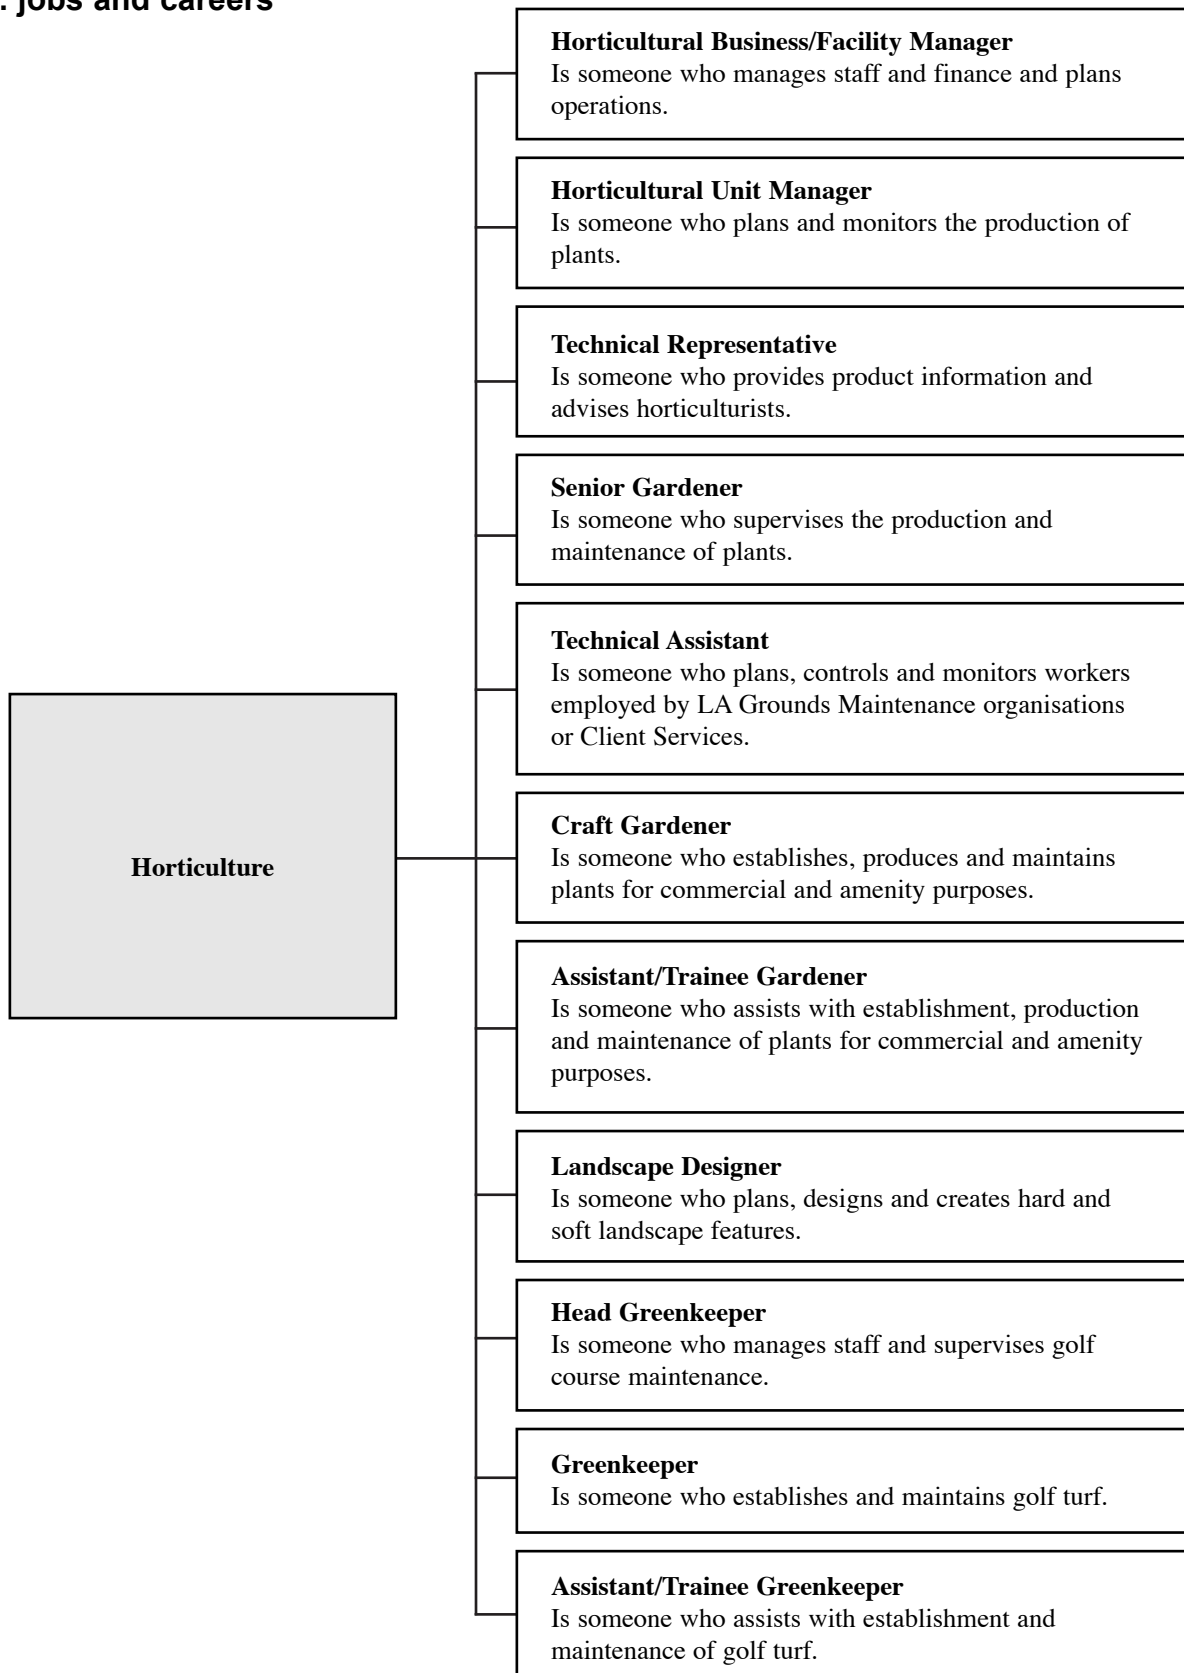 : jobs and careers
Horticultural Business/Facility Manager
Is someone who manages staff and finance and plans
operations.
Horticultural Unit Manager
Is someone who plans and monitors the production of
plants.
Technical Representative
Is someone who provides product information and
advises horticulturists.
Senior Gardener
Is someone who supervises the production and
maintenance of plants.
Technical Assistant
Is someone who plans, controls and monitors workers
employed by LA Grounds Maintenance organisations
or Client Services.
Horticulture
Craft Gardener
Is someone who establishes, produces and maintains
plants for commercial and amenity purposes.
Assistant/Trainee Gardener
Is someone who assists with establishment, production
and maintenance of plants for commercial and amenity
purposes.
Landscape Designer
Is someone who plans, designs and creates hard and
soft landscape features.
Head Greenkeeper
Is someone who manages staff and supervises golf
course maintenance.
Greenkeeper
Is someone who establishes and maintains golf turf.
Assistant/Trainee Greenkeeper
Is someone who assists with establishment and
maintenance of golf turf.